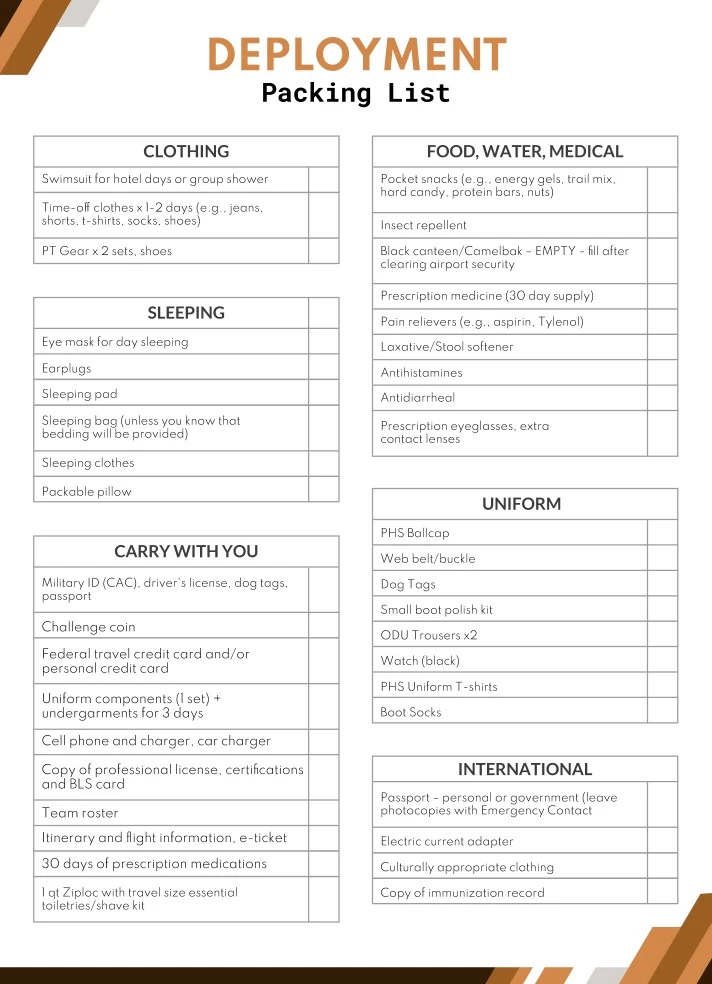 DEPLOYMENT
Packing List
CLOTHING
Swimsuit for hotel days or group shower
Time-off clothes x 1-2 days (e.g., jeans,
shorts, t-shirts, socks, shoes)
PT Gear x 2 sets, shoes
SLEEPING
Eye mask for day sleeping
Earplugs
Sleeping pad
Sleeping bag (unless you know that
bedding will be provided)
Sleeping clothes
Packable pillow
CARRY WITH YOU
Military ID (CAC), driver's license, dog tags,
passport
Challenge coin
Federal travel credit card and/or
personal credit card
Uniform components (1 set) +
undergarments for 3 days
Cell phone and charger, car charger
Copy of professional license, certifications
and BLS card
Team roster
Itinerary and flight information, e-ticket
30 days of prescription medications
1 qt Ziploc with travel size essential
toiletries/shave kit
FOOD, WATER, MEDICAL
Pocket snacks (e.g., energy gels, trail mix,
hard candy, protein bars, nuts)
Insect repellent
Black canteen/Camelbak – EMPTY – fill after
clearing airport security
Prescription medicine (30 day supply)
Pain relievers (e.g., aspirin, Tylenol)
Laxative/Stool softener
Antihistamines
Antidiarrheal
Prescription eyeglasses, extra
contact lenses
UNIFORM
PHS Ballcap
Web belt/buckle
Dog Tags
Small boot polish kit
ODU Trousers x2
Watch (black)
PHS Uniform T-shirts
Boot Socks
INTERNATIONAL
Passport – personal or government (leave
photocopies with Emergency Contact
Electric current adapter
Culturally appropriate clothing
Copy of immunization record